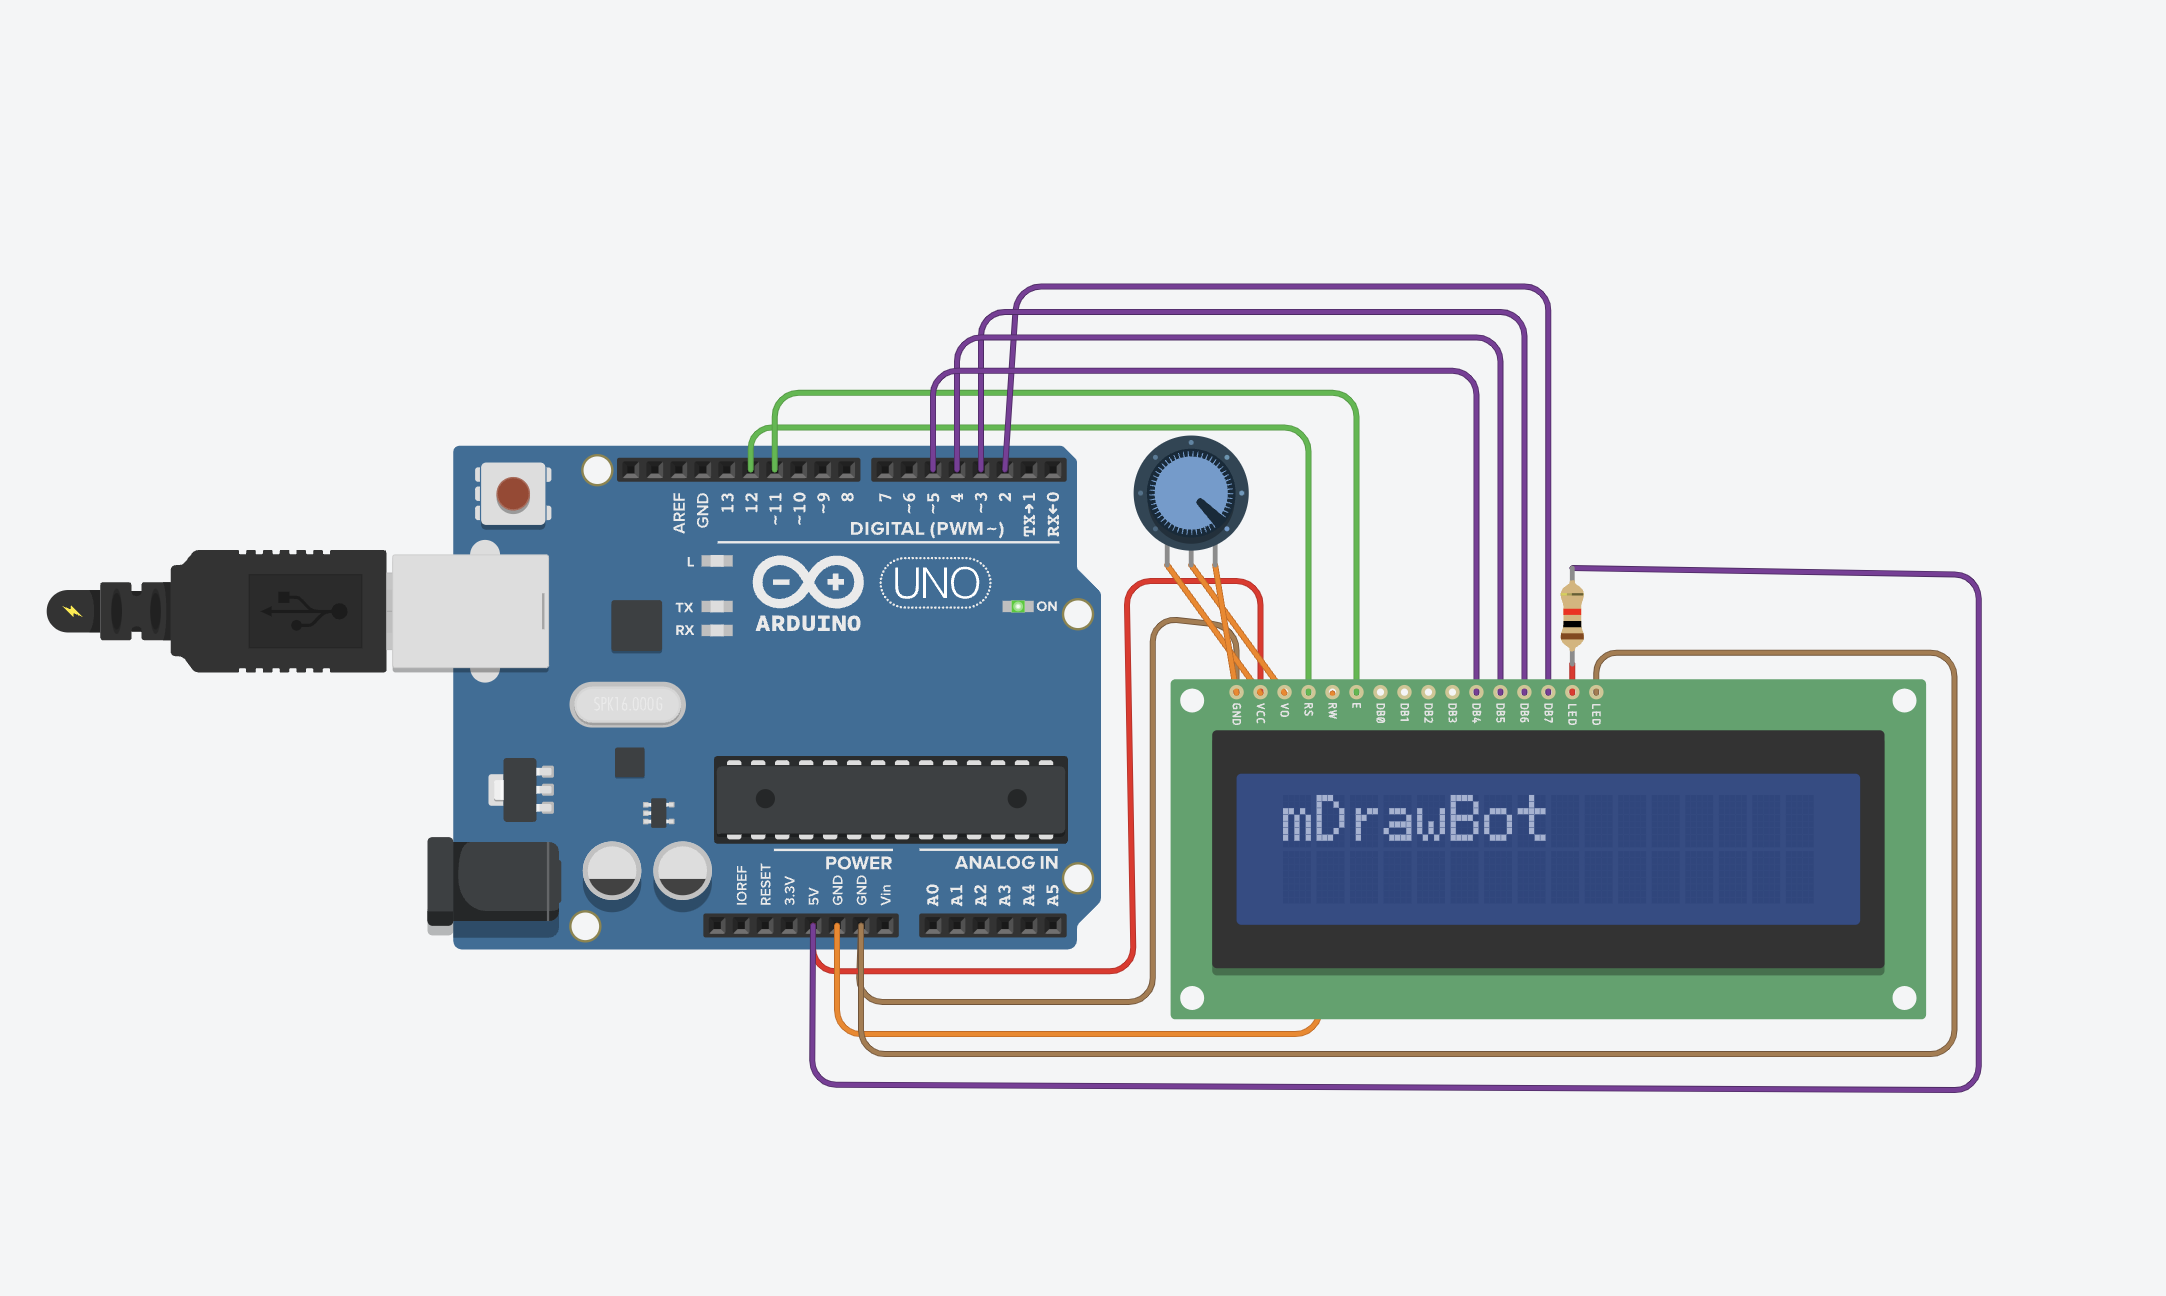 AREF
GND
13
12
~11
~10
~9
8
7
~6
~5
4
~3
2
TX→1
RX←0
DIGITAL (PWM ~)
L
TX
RX
ARDUINO
UNO
ON
SPK16.000G
GND
VCC
VO
RS
RW
E
DB0
DB1
DB2
DB3
DB4
DB5
DB6
DB7
LED
LED
mDrawBot
POWER
ANALOG IN
IOREF
RESET
3.3V
5V
GND
GND
Vin
A0
A1
A2
A3
A4
A5